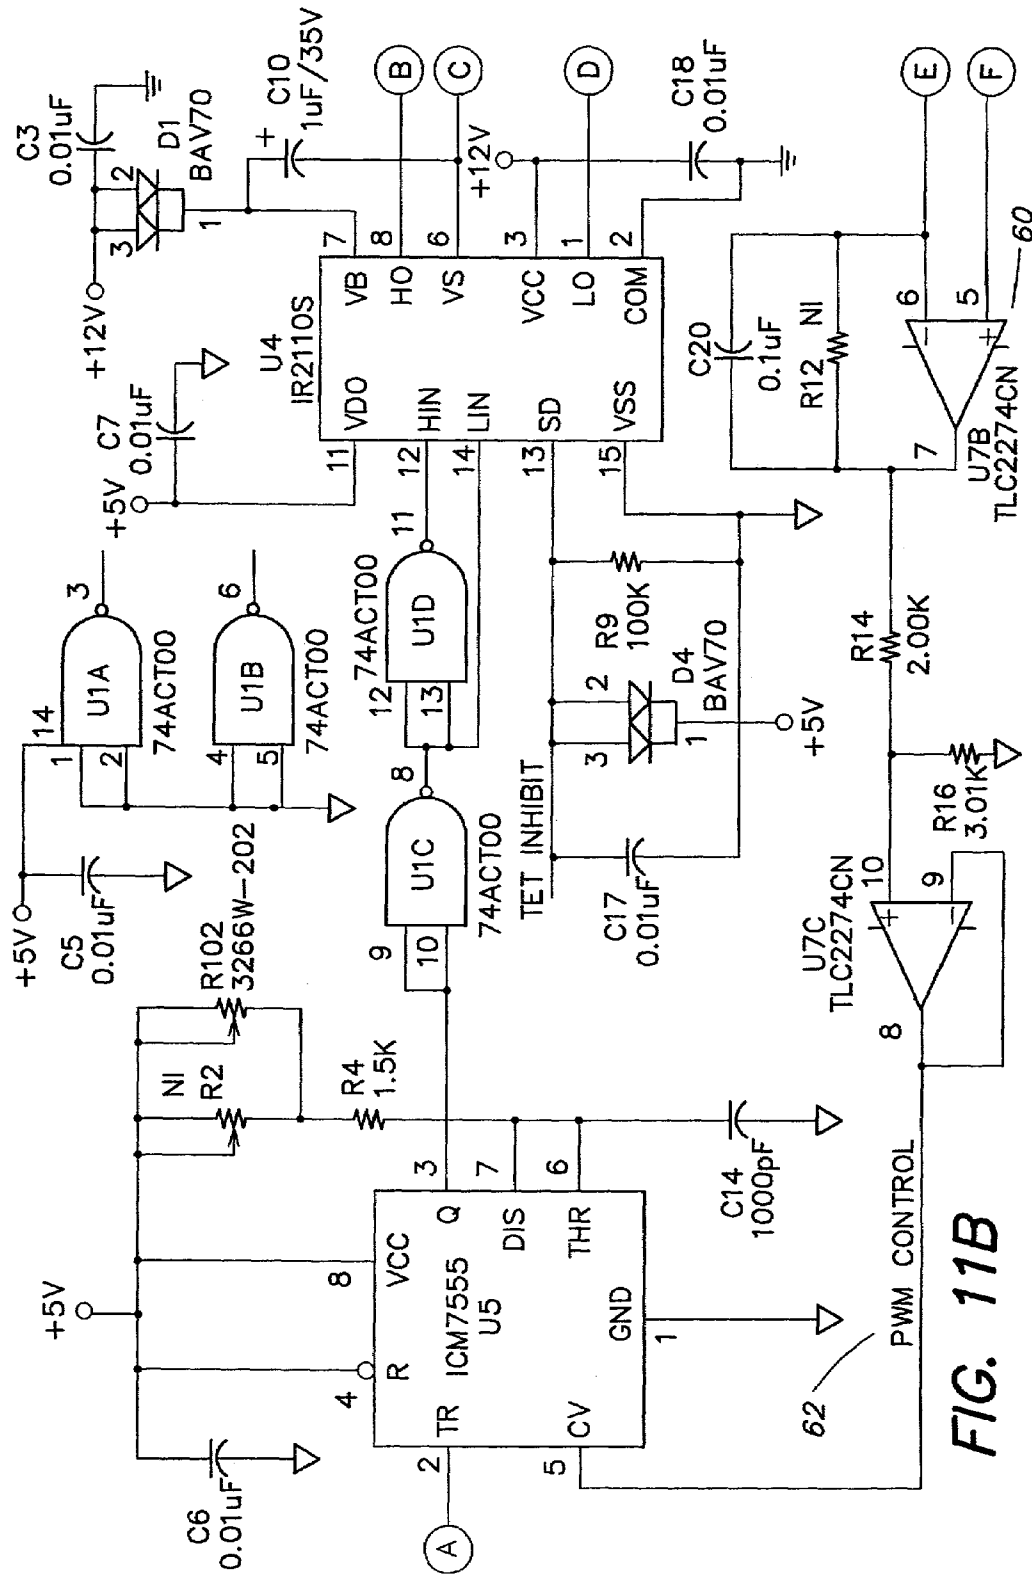 +5V
C6
0.01uF
4
R
8
VCC
2
TR
A
ICM7555
U5
5
CV
GND
1
Q
3
DIS
7
THR
6
NI
R2
R102
3266W-202
R4
1.5K
C14
1000pF
62
PWM CONTROL
+5V
C5
0.01uF
14
1
2
U1A
3
74ACT00
4
5
U1B
6
74ACT00
9
10
U1C
8
74ACT00
12
13
U1D
11
74ACT00
TET INHIBIT
C17
0.01uF
3
2
1
D4
BAV70
+5V
R9
100K
U7C
TLC2274CN
10
9
8
+
-
R16
3.01K
R14
2.00K
+5V
C7
0.01uF
U4
IR2110S
11
VDO
12
HIN
14
LIN
13
SD
15
VSS
VB
7
HO
8
VS
6
VCC
3
LO
1
COM
2
+12V
C3
0.01uF
3
2
1
D1
BAV70
+
C10
1uF/35V
B
C
+12V
D
C18
0.01uF
C20
0.1uF
R12
NI
6
5
7
-
+
U7B
TLC2274CN
60
E
F
FIG. 11B